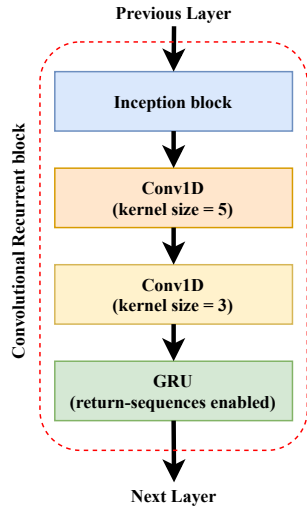 Previous Layer
Convolutional Recurrent block
Inception block
Conv1D
(kernel size = 5)
Conv1D
(kernel size = 3)
GRU
(return-sequences enabled)
Next Layer